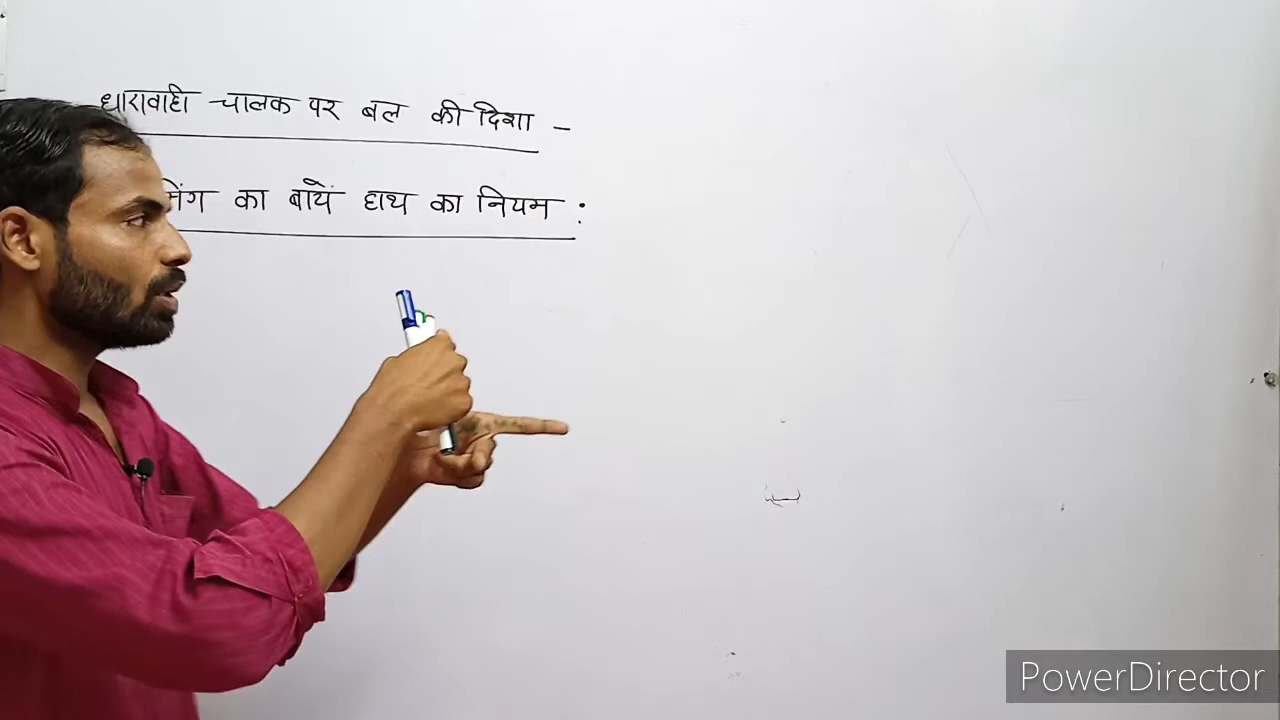 धारावाही चालक पर बल की दिशा -
का बायें हाथ का नियम :
PowerDirector